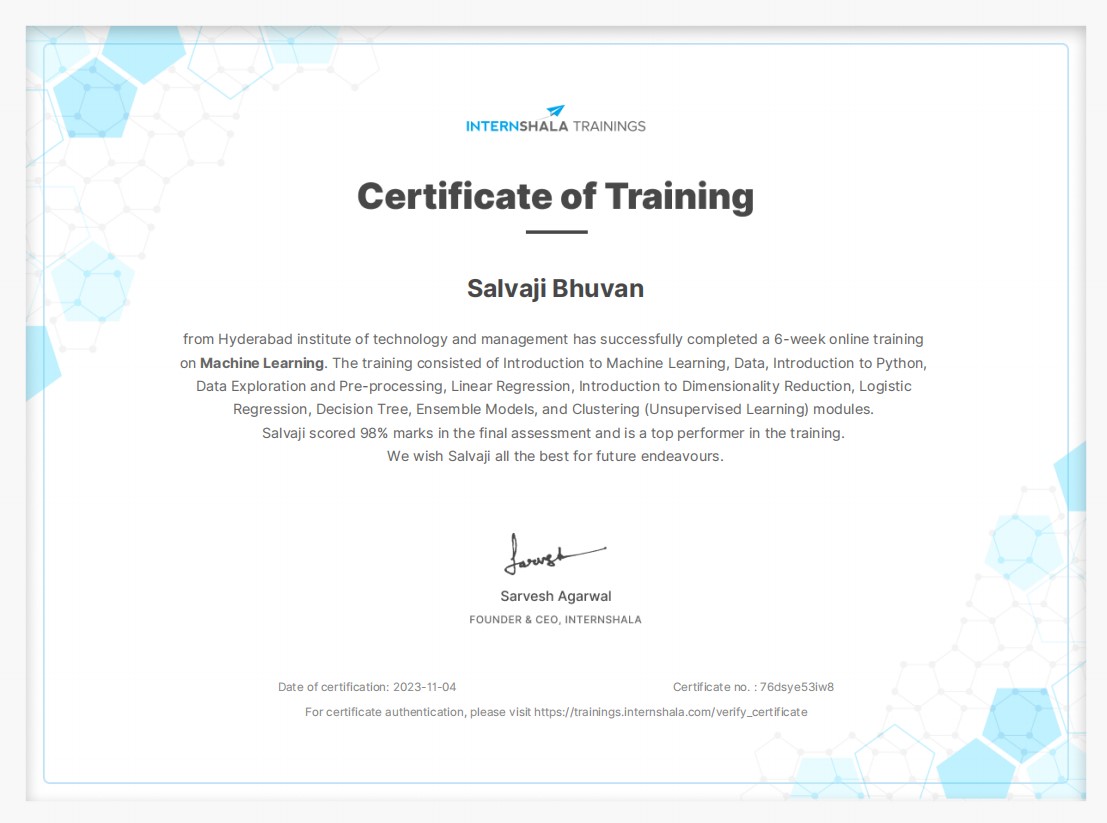 INTERNSHALA TRAININGS
Certificate of Training
Salvaji Bhuvan
from Hyderabad institute of technology and management has successfully completed a 6-week online training
on Machine Learning. The training consisted of Introduction to Machine Learning, Data, Introduction to Python,
Data Exploration and Pre-processing, Linear Regression, Introduction to Dimensionality Reduction, Logistic
Regression, Decision Tree, Ensemble Models, and Clustering (Unsupervised Learning) modules.
Salvaji scored 98% marks in the final assessment and is a top performer in the training.
We wish Salvaji all the best for future endeavours.
Sarvesh
Sarvesh Agarwal
FOUNDER & CEO, INTERNSHALA
Date of certification: 2023-11-04 Certificate no. : 76dsye53iw8
For certificate authentication, please visit https://trainings.internshala.com/verify_certificate